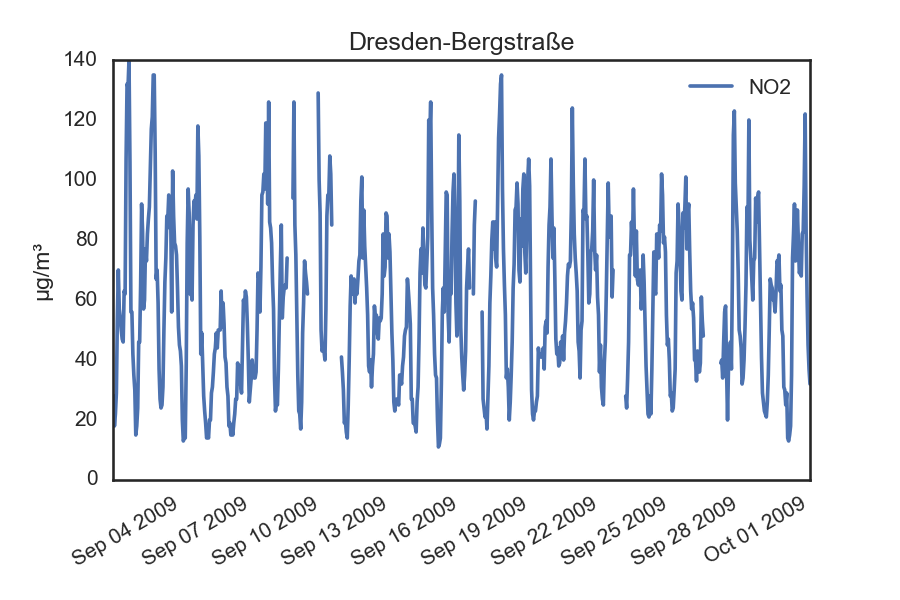 Dresden-Bergstraße
NO2
µg/m³
140
120
100
80
60
40
20
0
Sep 04 2009
Sep 07 2009
Sep 10 2009
Sep 13 2009
Sep 16 2009
Sep 19 2009
Sep 22 2009
Sep 25 2009
Sep 28 2009
Oct 01 2009